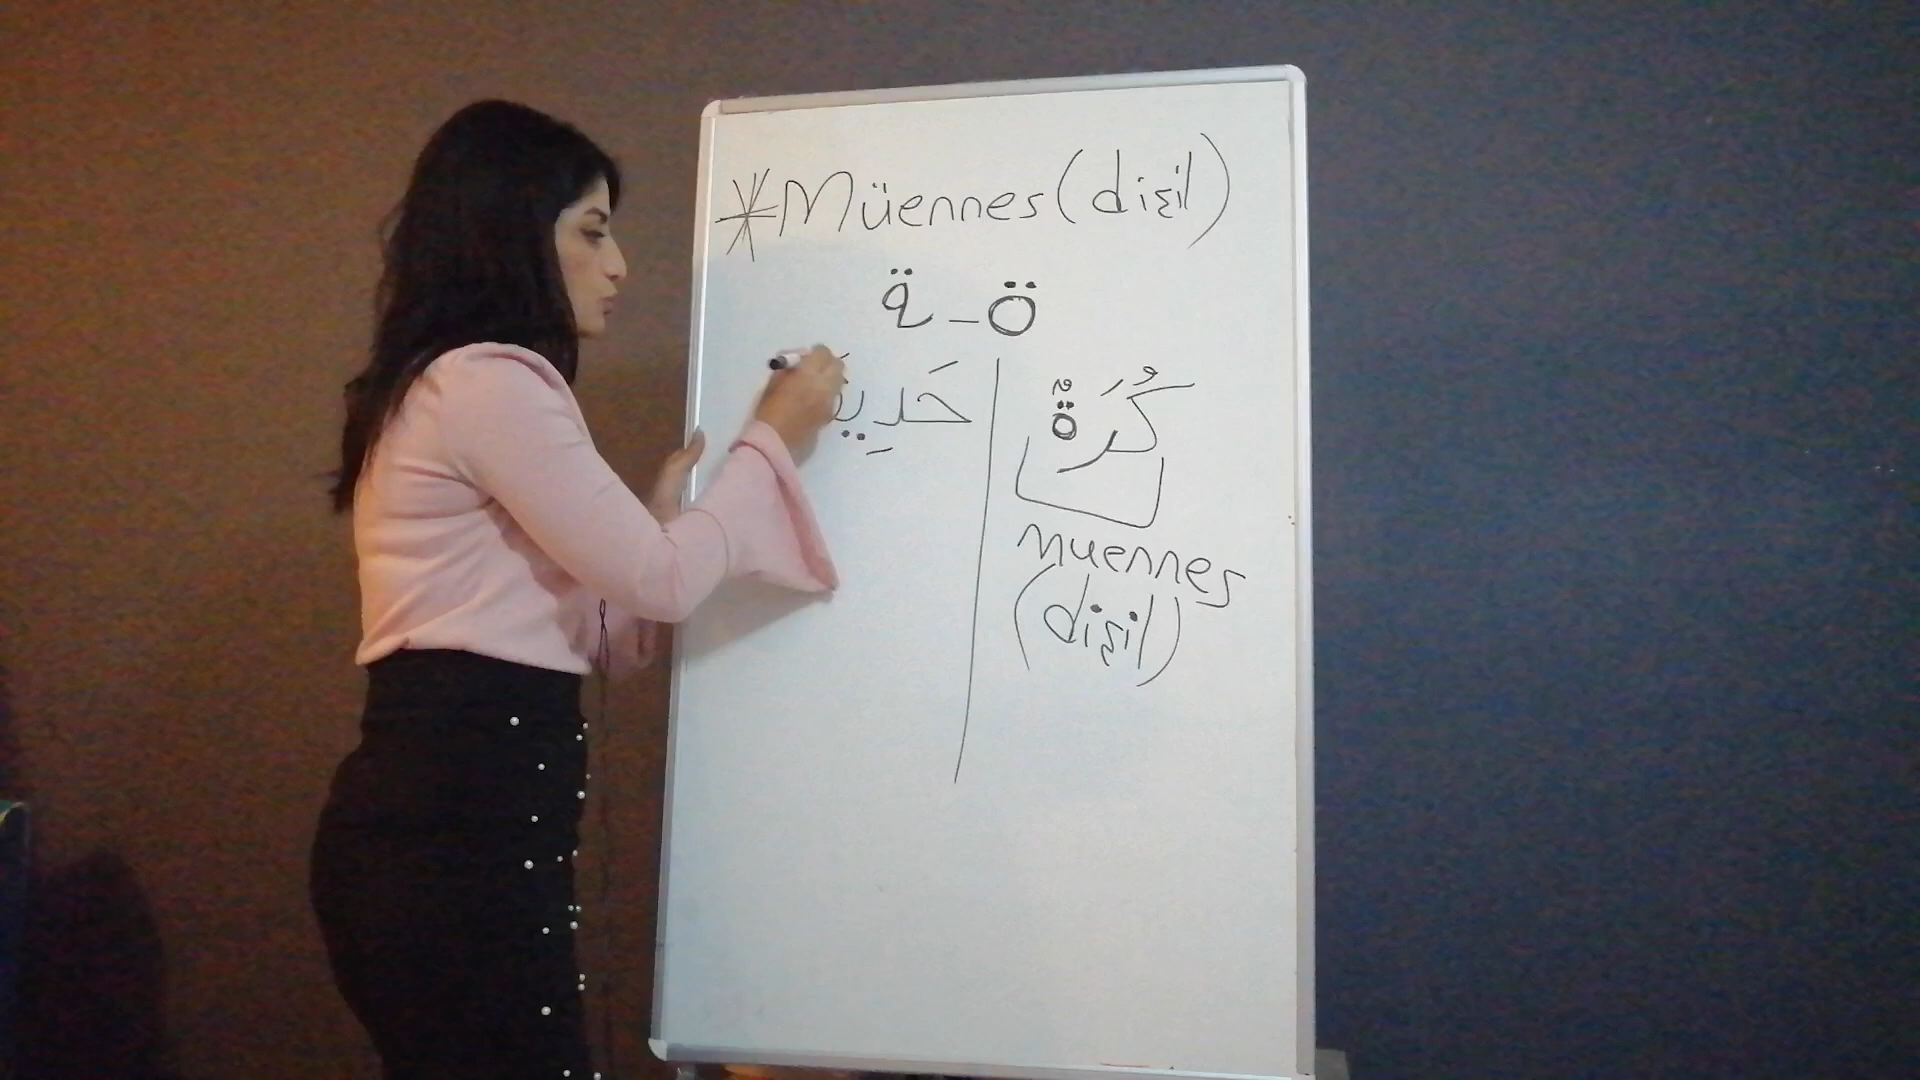 *Müennes (dişil)
ة - ـة
كُرَةٌ
muennes
(dişil)